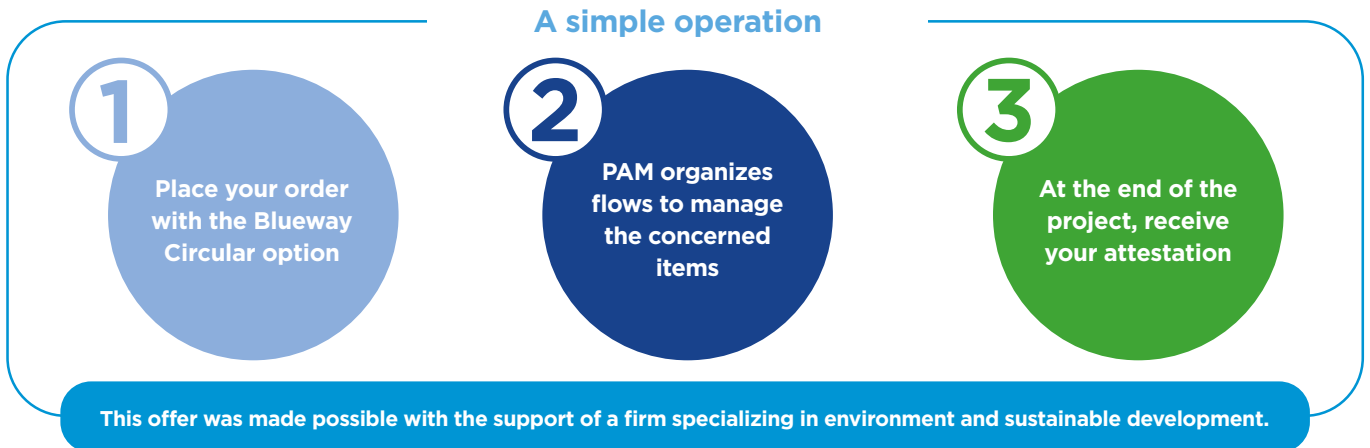 A simple operation
1
Place your order
with the Blueway
Circular option
2
PAM organizes
flows to manage
the concerned
items
3
At the end of the
project, receive
your attestation
This offer was made possible with the support of a firm specializing in environment and sustainable development.